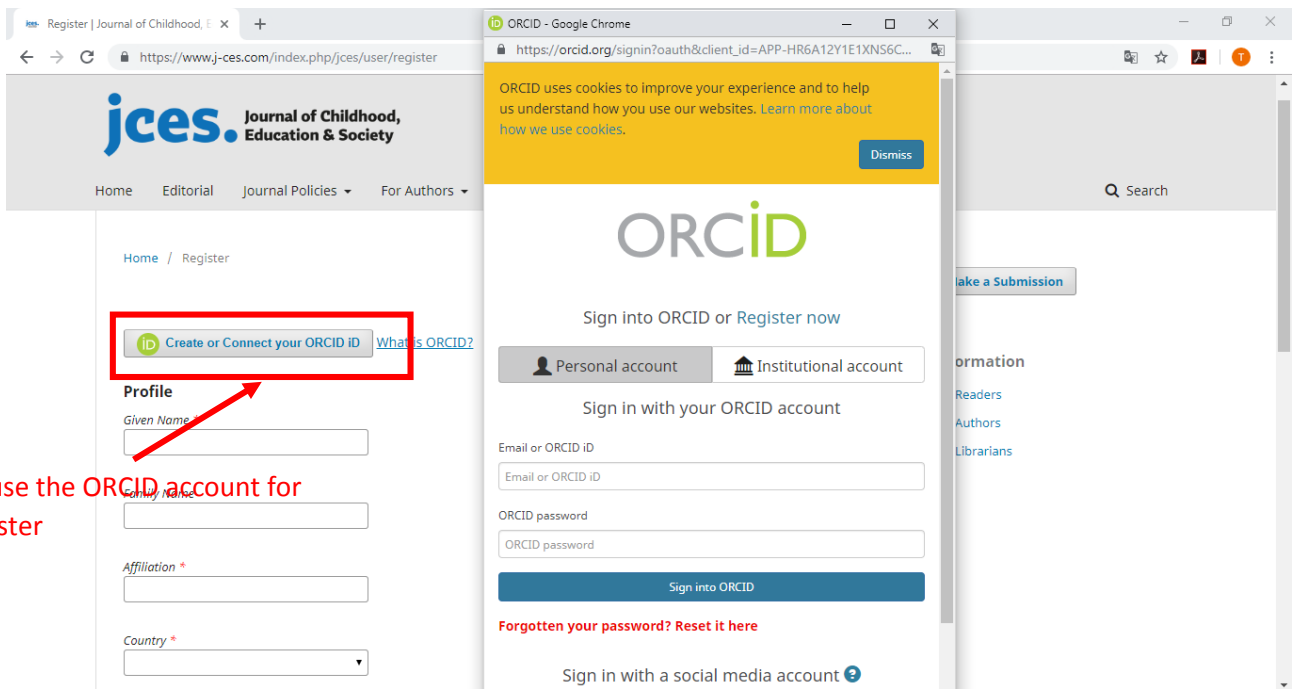 Register | Journal of Childhood, E
https://www.j-ces.com/index.php/jces/user/register
jces. Journal of Childhood,
Education & Society
Home Editorial Journal Policies For Authors
Search
Home / Register
iD Create or Connect your ORCID iD What is ORCID?
Profile
Given Name *
use the ORCID account for
Family Name
Affiliation *
Country *
a Submission
Readers
Authors
Librarians
T
iD ORCID - Google Chrome
https://orcid.org/signin?oauth&client_id=APP-HR6A12Y1E1XNS6C...
ORCID uses cookies to improve your experience and to help
us understand how you use our websites. Learn more about
how we use cookies.
Dismiss
ORCiD
Sign into ORCID or Register now
Personal account Institutional account
Sign in with your ORCID account
Email or ORCID iD
Email or ORCID iD
ORCID password
ORCID password
Sign into ORCID
Forgotten your password? Reset it here
Sign in with a social media account ?